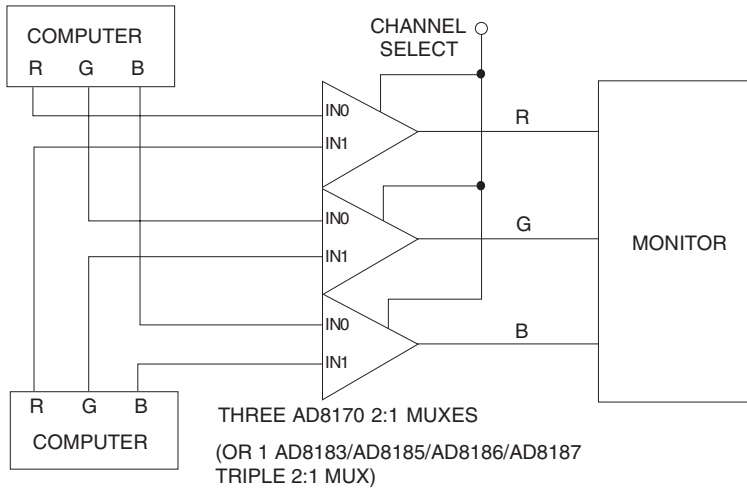 COMPUTER
R G B
CHANNEL
SELECT
IN0
IN1
R
IN0
IN1
G
MONITOR
IN0
IN1
B
R G B
COMPUTER
THREE AD8170 2:1 MUXES
(OR 1 AD8183/AD8185/AD8186/AD8187
TRIPLE 2:1 MUX)